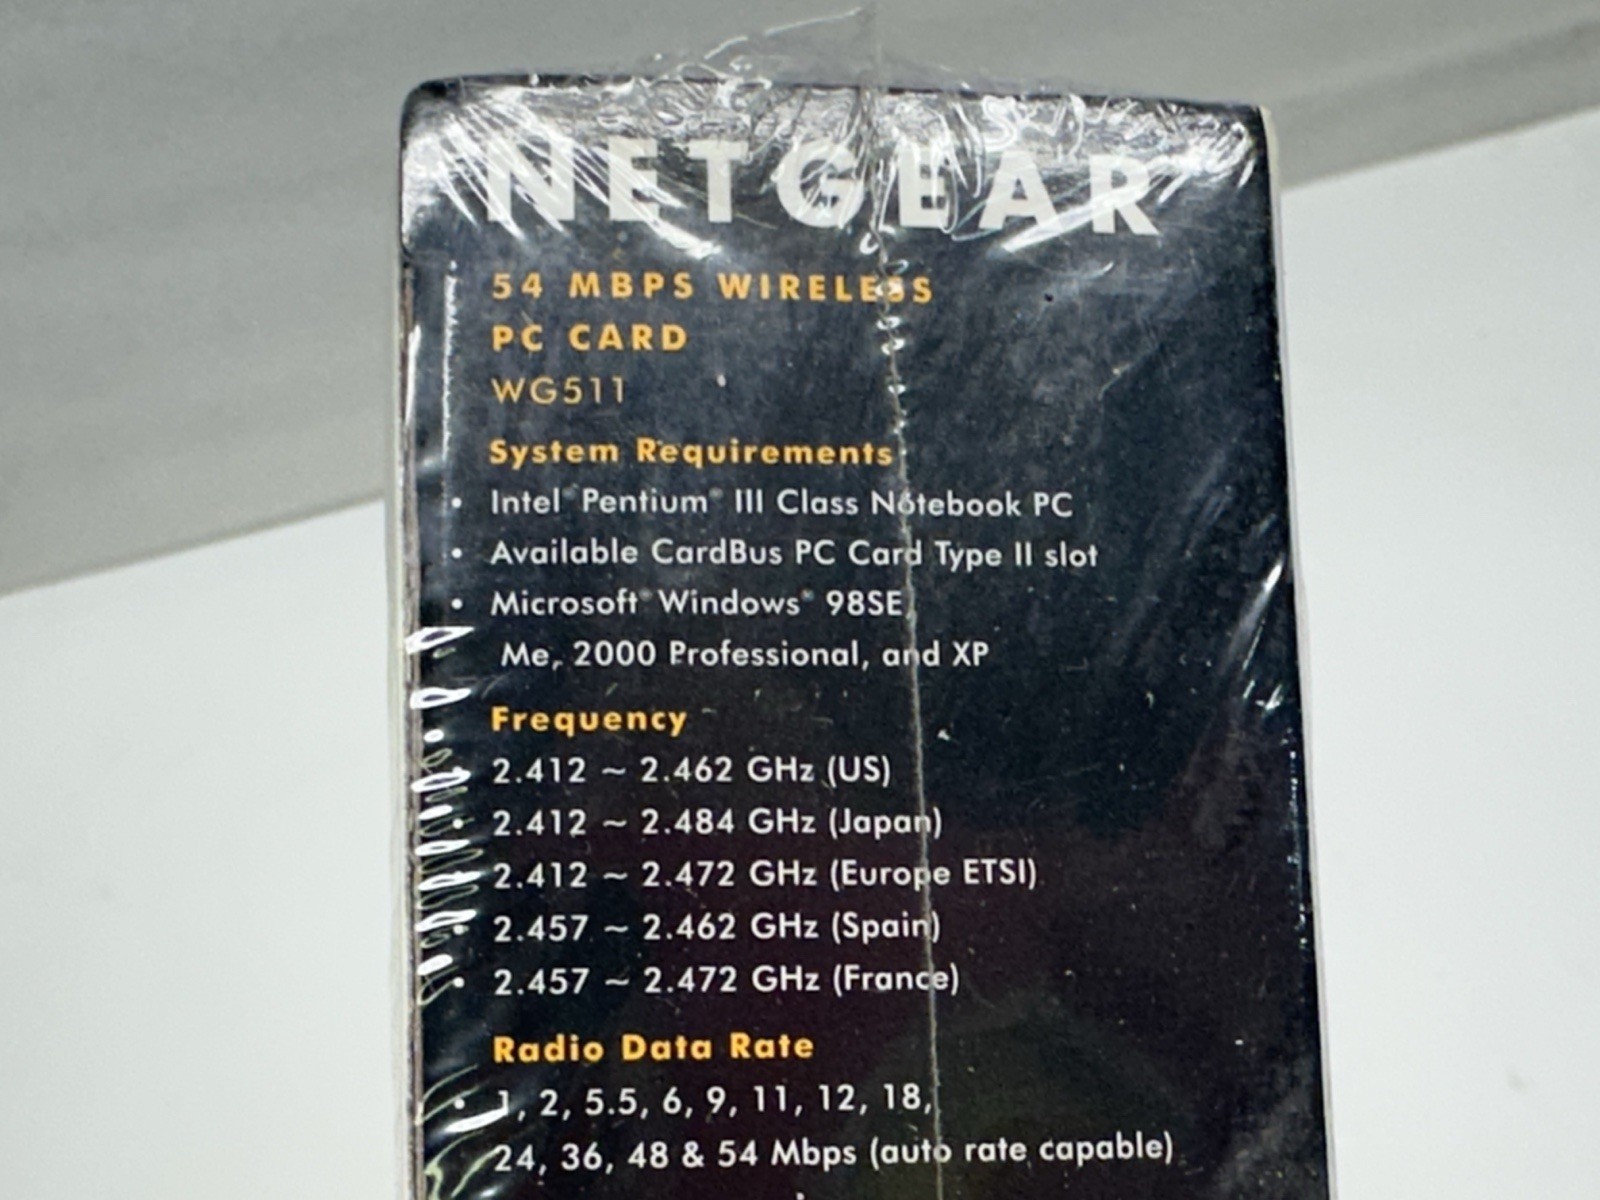 NETGEAR
54 MBPS WIRELESS
PC CARD
WG511
System Requirements
• Intel® Pentium® III Class Notebook PC
• Available CardBus PC Card Type II slot
• Microsoft® Windows® 98SE,
Me, 2000 Professional, and XP
Frequency
• 2.412 ~ 2.462 GHz (US)
• 2.412 ~ 2.484 GHz (Japan)
• 2.412 ~ 2.472 GHz (Europe ETSI)
• 2.457 ~ 2.462 GHz (Spain)
• 2.457 ~ 2.472 GHz (France)
Radio Data Rate
• 1, 2, 5.5, 6, 9, 11, 12, 18,
24, 36, 48 & 54 Mbps (auto rate capable)